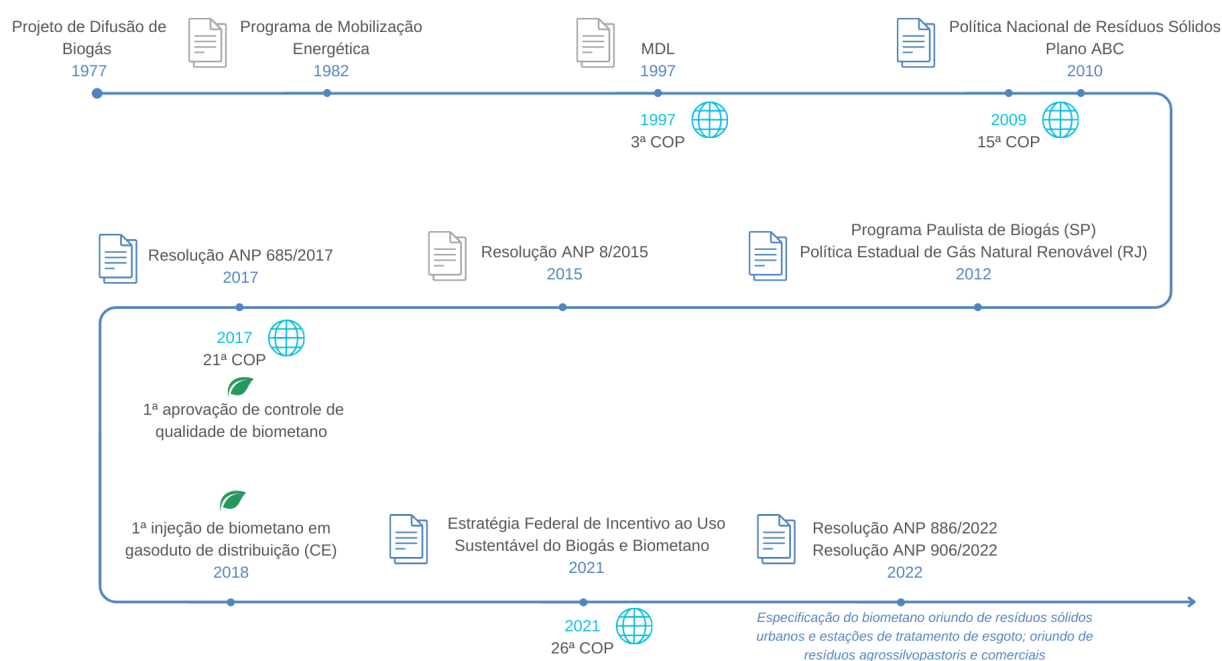 Projeto de Difusão de
Biogás
1977
Programa de Mobilização
Energética
1982
MDL
1997
Política Nacional de Resíduos Sólidos
Plano ABC
2010
1997
3ª COP
2009
15ª COP
Resolução ANP 685/2017
2017
Resolução ANP 8/2015
2015
Programa Paulista de Biogás (SP)
Política Estadual de Gás Natural Renovável (RJ)
2012
2017
21ª COP
1ª aprovação de controle de
qualidade de biometano
1ª injeção de biometano em
gasoduto de distribuição (CE)
2018
Estratégia Federal de Incentivo ao Uso
Sustentável do Biogás e Biometano
2021
Resolução ANP 886/2022
Resolução ANP 906/2022
2022
2021
26ª COP
Especificação do biometano oriundo de resíduos sólidos
urbanos e estações de tratamento de esgoto; oriundo de
resíduos agrossilvopastoris e comerciais